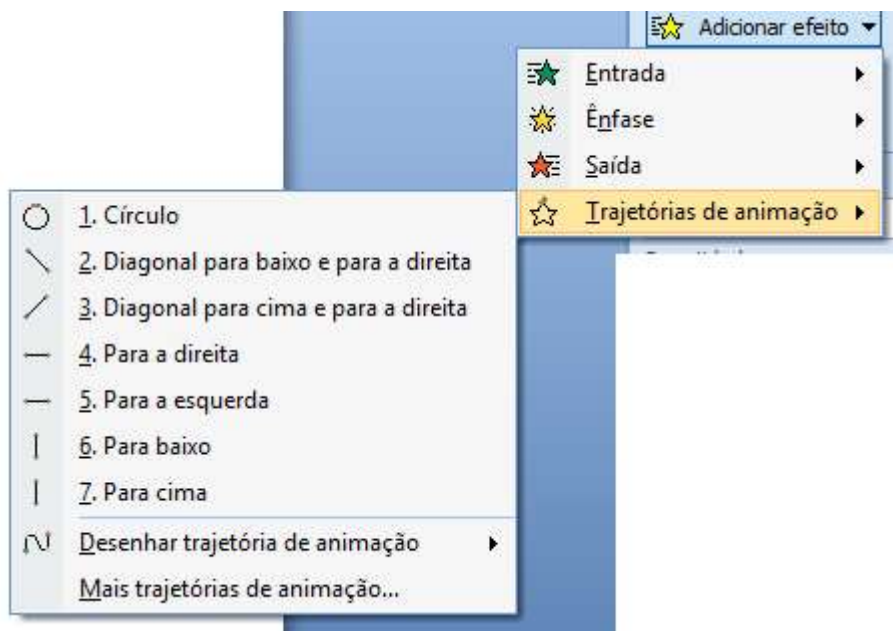 Adicionar efeito
Entrada
Ênfase
Saída
Trajetórias de animação
1. Círculo
2. Diagonal para baixo e para a direita
3. Diagonal para cima e para a direita
4. Para a direita
5. Para a esquerda
6. Para baixo
7. Para cima
Desenhar trajetória de animação
Mais trajetórias de animação...